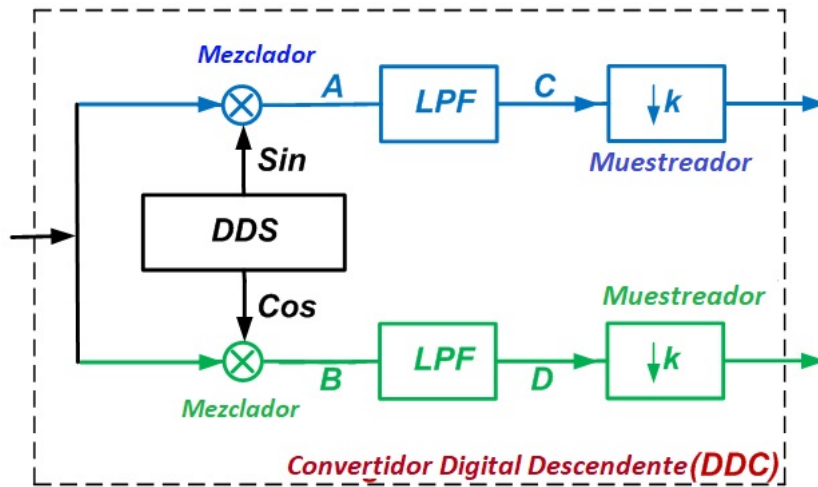 Mezclador
A
LPF
C
↓k
Sin
Muestreador
DDS
Cos
Muestreador
B
LPF
D
↓k
Mezclador
Convertidor Digital Descendente(DDC)